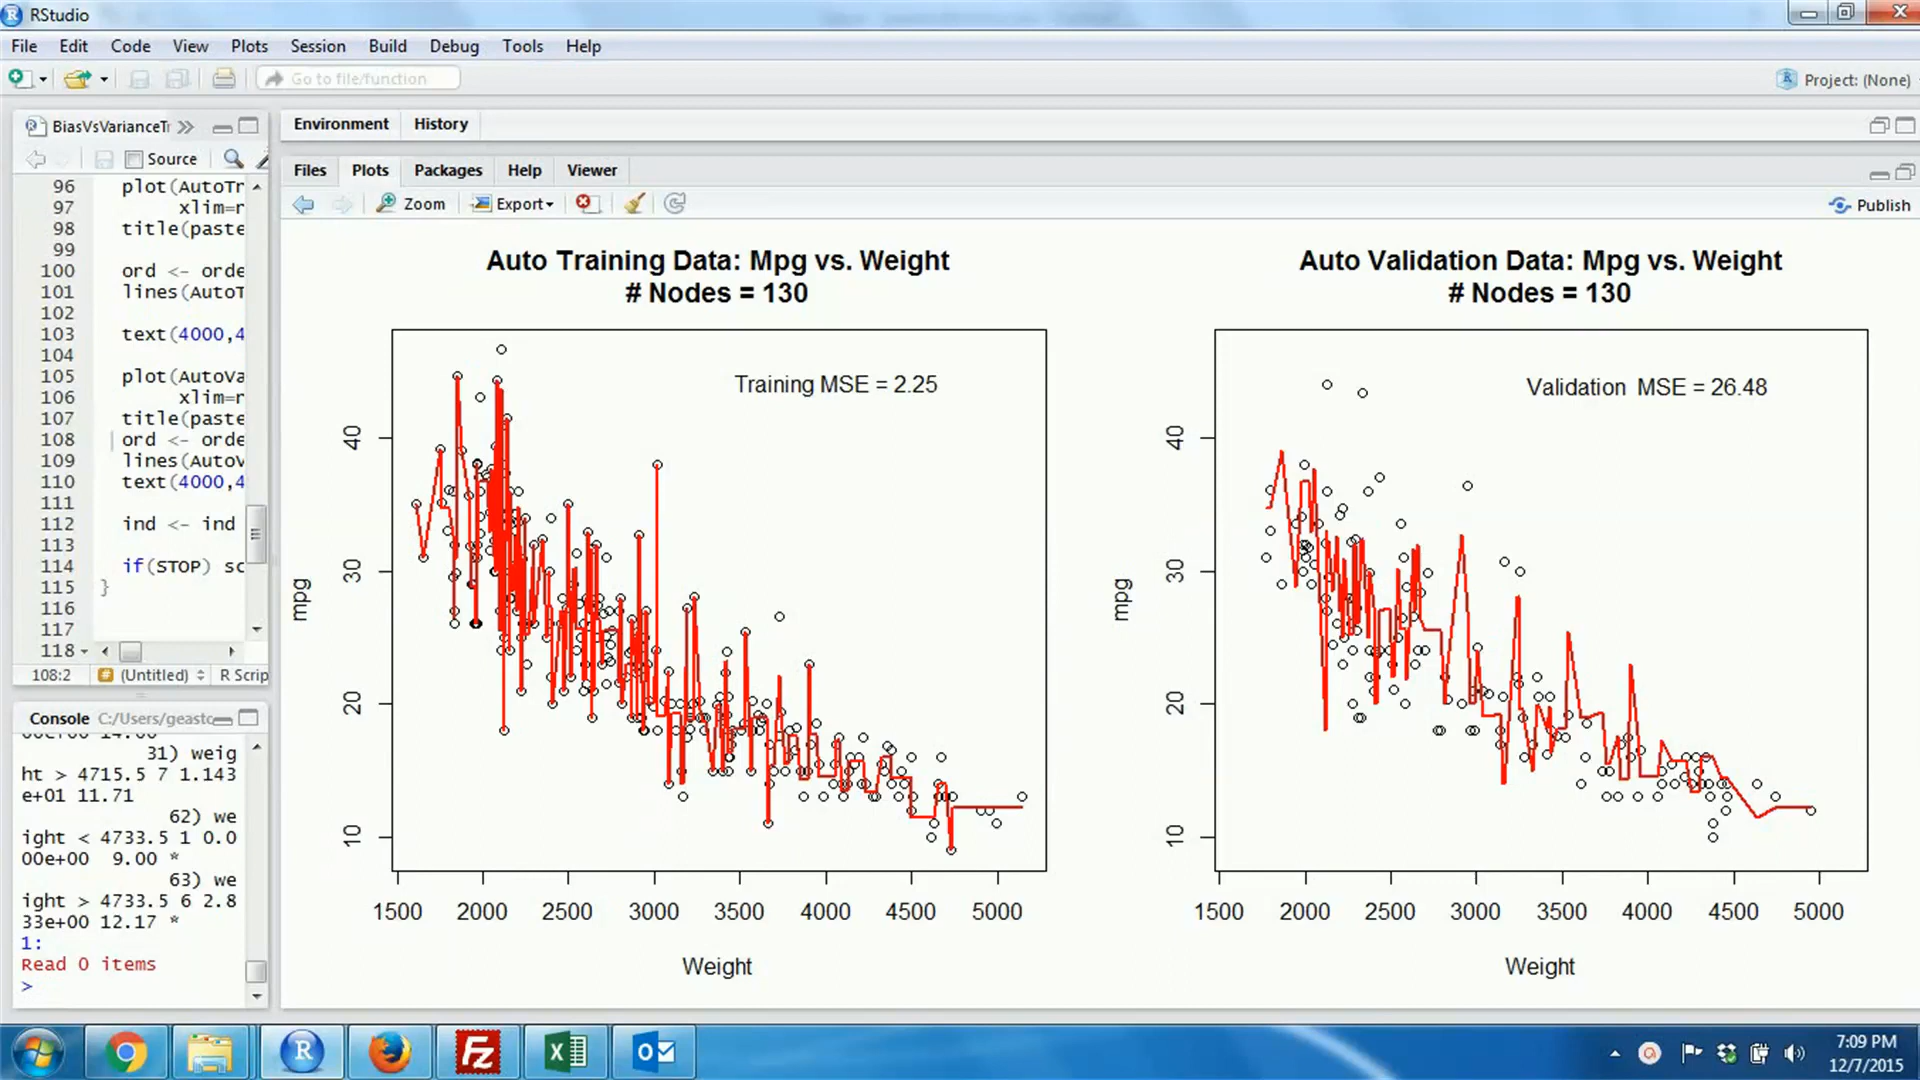 RStudio
File Edit Code View Plots Session Build Debug Tools Help
Go to file/function
Project: (None)
BiasVsVarianceTr
Source
96 plot(AutoTr
97 xlim=r
98 title(paste
99
100 ord <- orde
101 lines(AutoT
102
103 text(4000,4
104
105 plot(AutoVa
106 xlim=r
107 title(paste
108 ord <- orde
109 lines(AutoV
110 text(4000,4
111
112 ind <- ind
113
114 if(STOP) sc
115 }
116
117
118
108:2 (Untitled) R Scrip
Console C:/Users/geasto
00e+00 14.00
31) weig
ht > 4715.5 7 1.143
e+01 11.71
62) we
ight < 4733.5 1 0.0
00e+00 9.00 *
63) we
ight > 4733.5 6 2.8
33e+00 12.17 *
1:
Read 0 items
>
Environment History
Files Plots Packages Help Viewer
Zoom Export
Publish
Auto Training Data: Mpg vs. Weight
# Nodes = 130
Training MSE = 2.25
mpg
40
30
20
10
1500 2000 2500 3000 3500 4000 4500 5000
Weight
Auto Validation Data: Mpg vs. Weight
# Nodes = 130
Validation MSE = 26.48
mpg
40
30
20
10
1500 2000 2500 3000 3500 4000 4500 5000
Weight
7:09 PM
12/7/2015